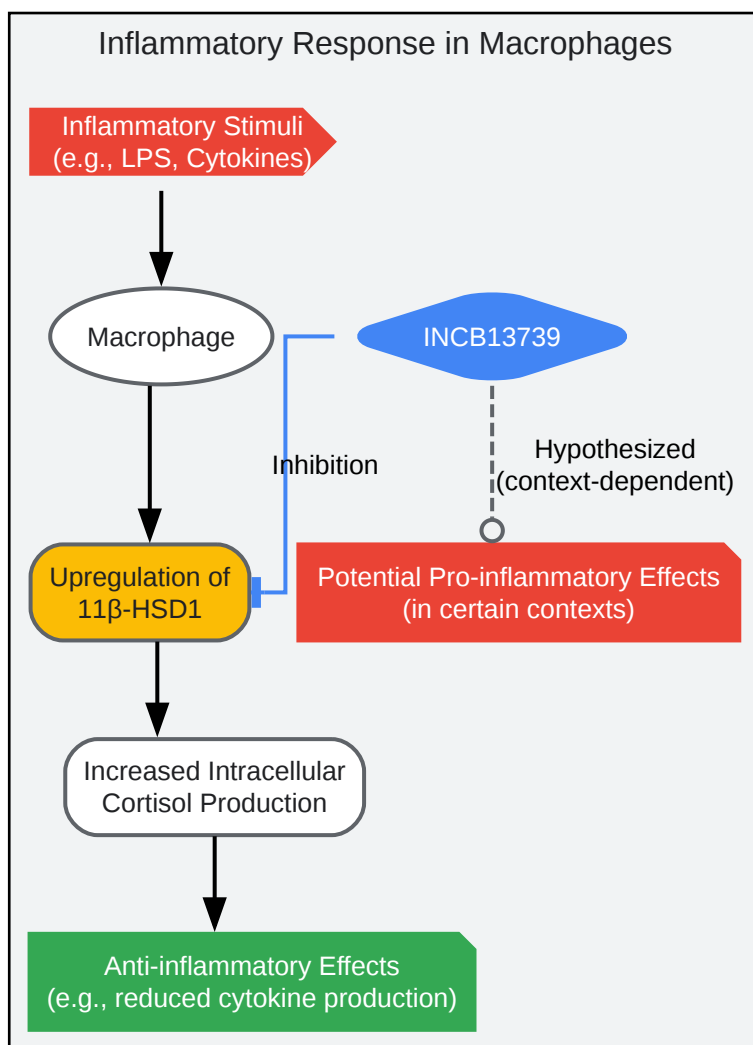 Inflammatory Response in Macrophages
Inflammatory Stimuli
(e.g., LPS, Cytokines)
Macrophage
INCB13739
Inhibition
Hypothesized
(context-dependent)
Upregulation of
11β-HSD1
Potential Pro-inflammatory Effects
(in certain contexts)
Increased Intracellular
Cortisol Production
Anti-inflammatory Effects
(e.g., reduced cytokine production)